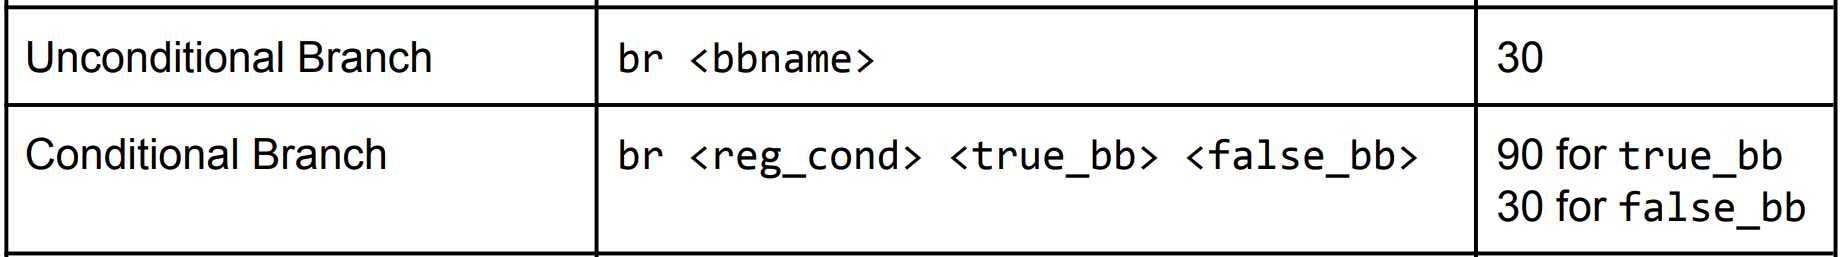 Unconditional Branch
br <bbname>
30
Conditional Branch
br <reg_cond> <true_bb> <false_bb>
90 for true_bb
30 for false_bb